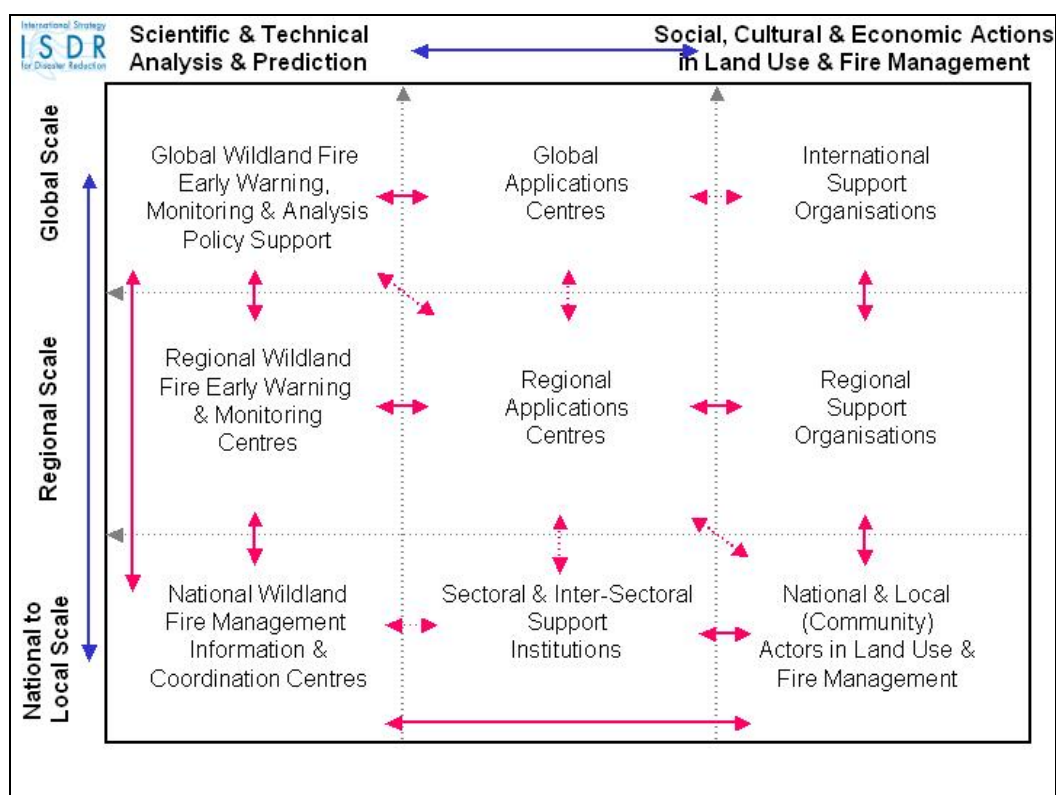 International Strategy
ISDR
for Disaster Reduction
Scientific & Technical
Analysis & Prediction
Social, Cultural & Economic Actions
in Land Use & Fire Management
Global Scale
Global Wildland Fire
Early Warning,
Monitoring & Analysis
Policy Support
Global
Applications
Centres
International
Support
Organisations
Regional Scale
Regional Wildland
Fire Early Warning
& Monitoring
Centres
Regional
Applications
Centres
Regional
Support
Organisations
National to
Local Scale
National Wildland
Fire Management
Information &
Coordination Centres
Sectoral & Inter-Sectoral
Support
Institutions
National & Local
(Community)
Actors in Land Use &
Fire Management